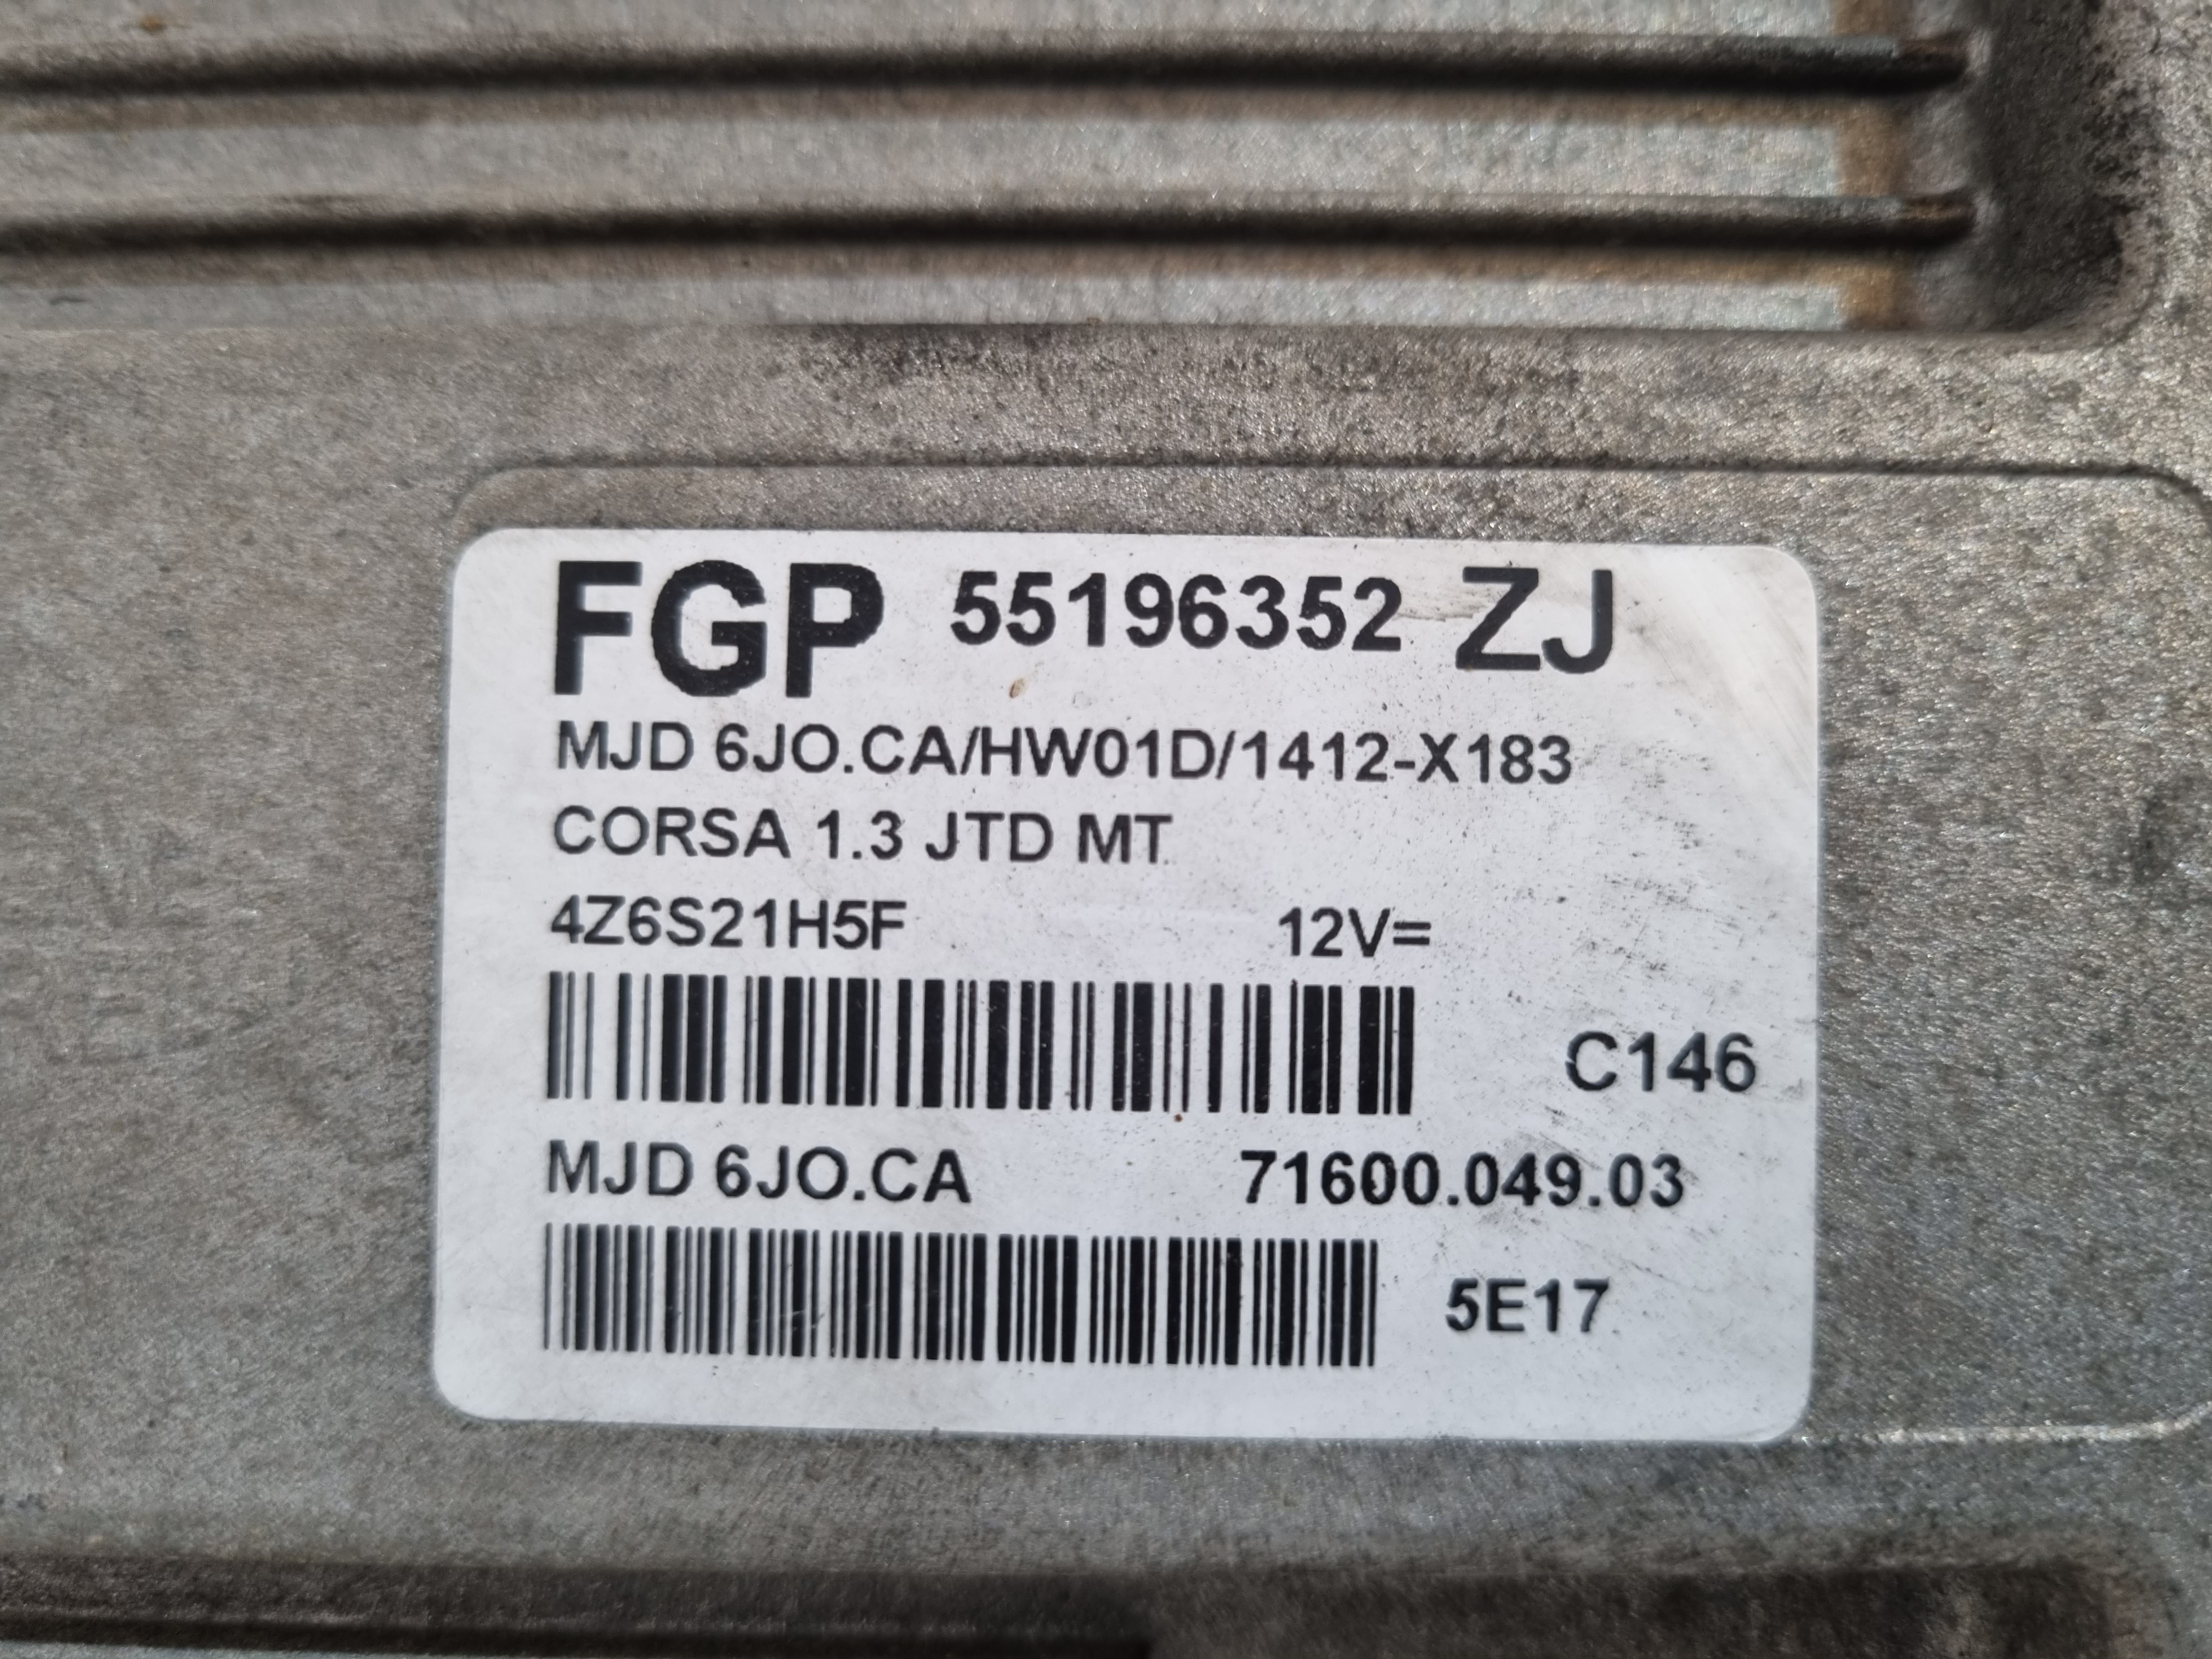 FGP 55196352 ZJ
MJD 6JO.CA/HW01D/1412-X183
CORSA 1.3 JTD MT
4Z6S21H5F 12V=
C146
MJD 6JO.CA 71600.049.03
5E17